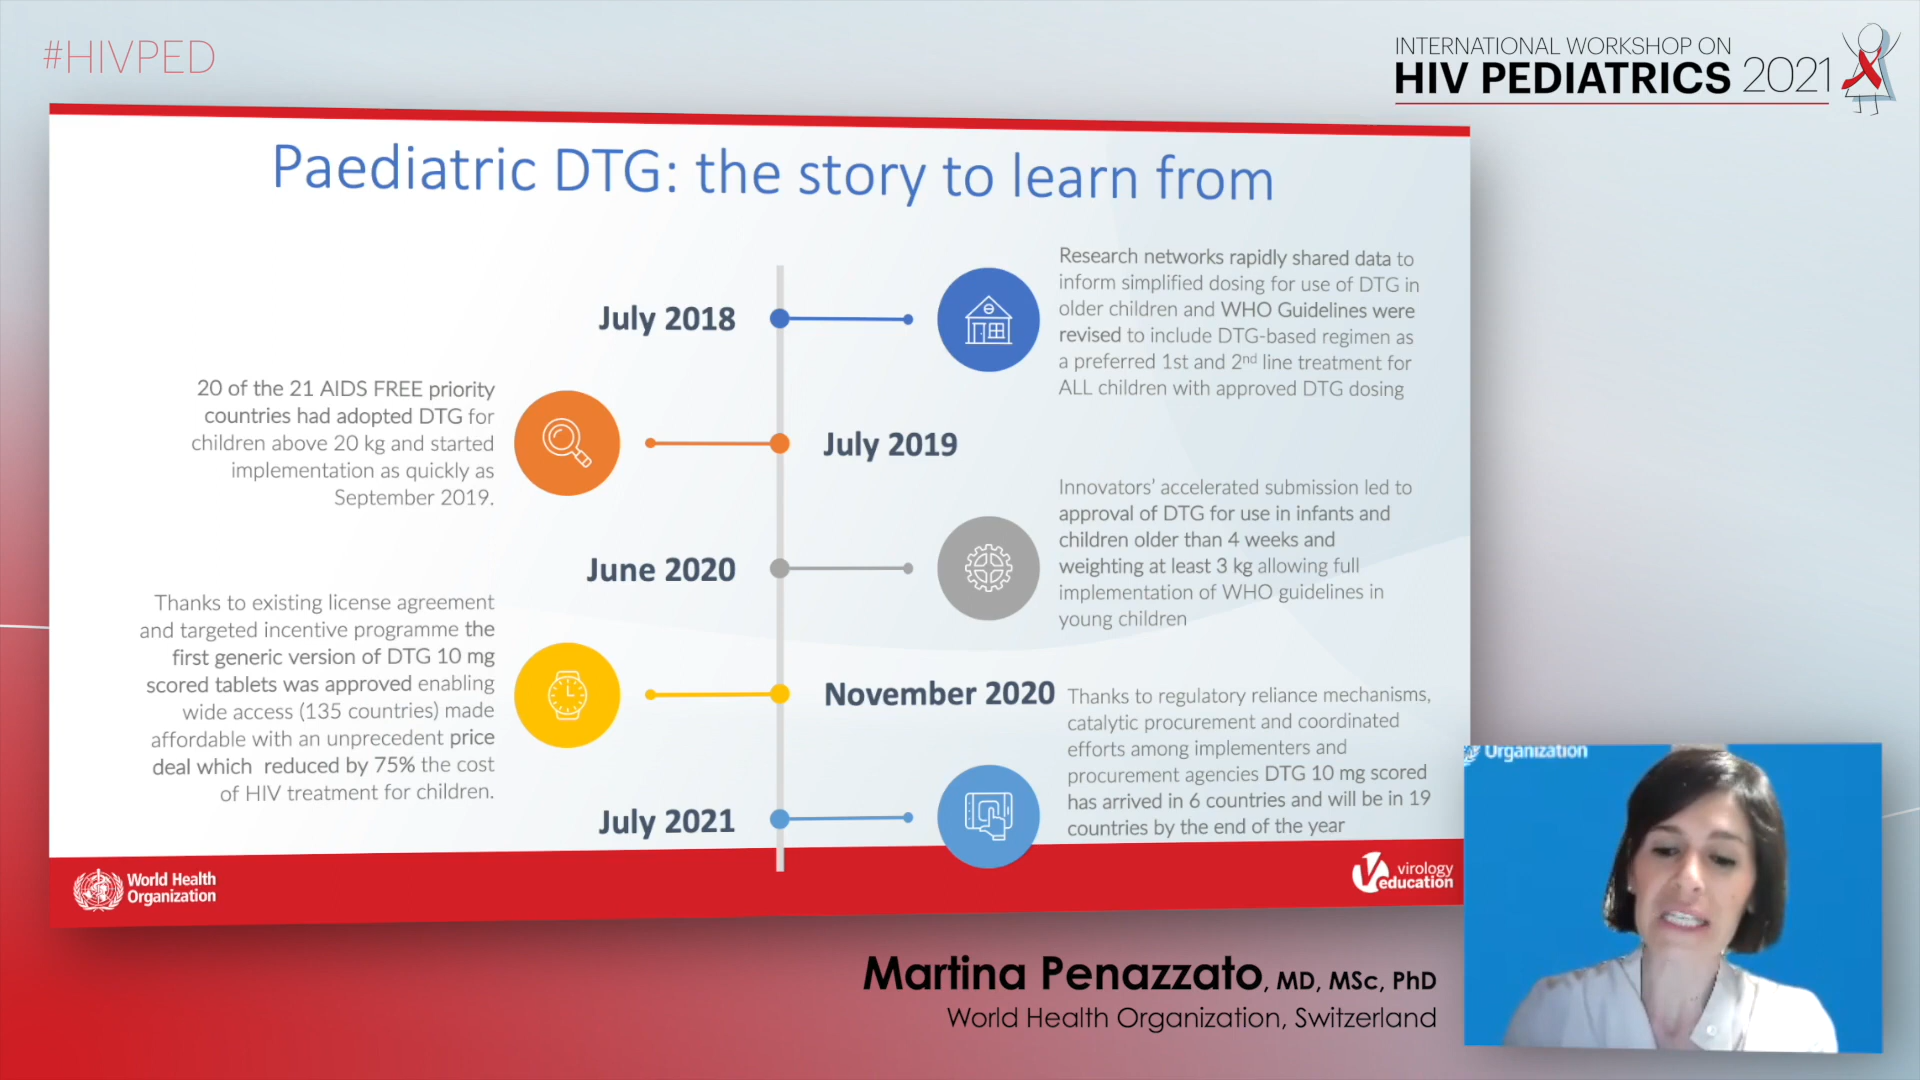 #HIVPED
INTERNATIONAL WORKSHOP ON
HIV PEDIATRICS 2021
Paediatric DTG: the story to learn from
July 2018
Research networks rapidly shared data to
inform simplified dosing for use of DTG in
older children and WHO Guidelines were
revised to include DTG-based regimen as
a preferred 1st and 2nd line treatment for
ALL children with approved DTG dosing
20 of the 21 AIDS FREE priority
countries had adopted DTG for
children above 20 kg and started
implementation as quickly as
September 2019.
July 2019
June 2020
Innovators' accelerated submission led to
approval of DTG for use in infants and
children older than 4 weeks and
weighting at least 3 kg allowing full
implementation of WHO guidelines in
young children
Thanks to existing license agreement
and targeted incentive programme the
first generic version of DTG 10 mg
scored tablets was approved enabling
wide access (135 countries) made
affordable with an unprecedent price
deal which reduced by 75% the cost
of HIV treatment for children.
November 2020
July 2021
Thanks to regulatory reliance mechanisms,
catalytic procurement and coordinated
efforts among implementers and
procurement agencies DTG 10 mg scored
has arrived in 6 countries and will be in 19
countries by the end of the year
World Health
Organization
virology
education
Organization
Martina Penazzato, MD, MSc, PhD
World Health Organization, Switzerland